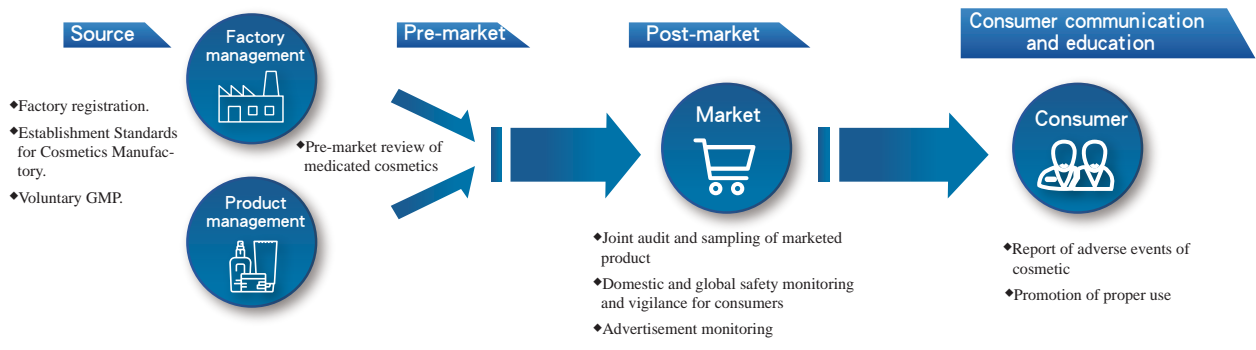 Source
Factory
management
◆Factory registration.
◆Establishment Standards
for Cosmetics Manufac-
tory.
◆Voluntary GMP.
Product
management
Pre-market
◆Pre-market review of
medicated cosmetics
Post-market
Market
◆Joint audit and sampling of marketed
product
◆Domestic and global safety monitoring
and vigilance for consumers
◆Advertisement monitoring
Consumer communication
and education
Consumer
◆Report of adverse events of
cosmetic
◆Promotion of proper use